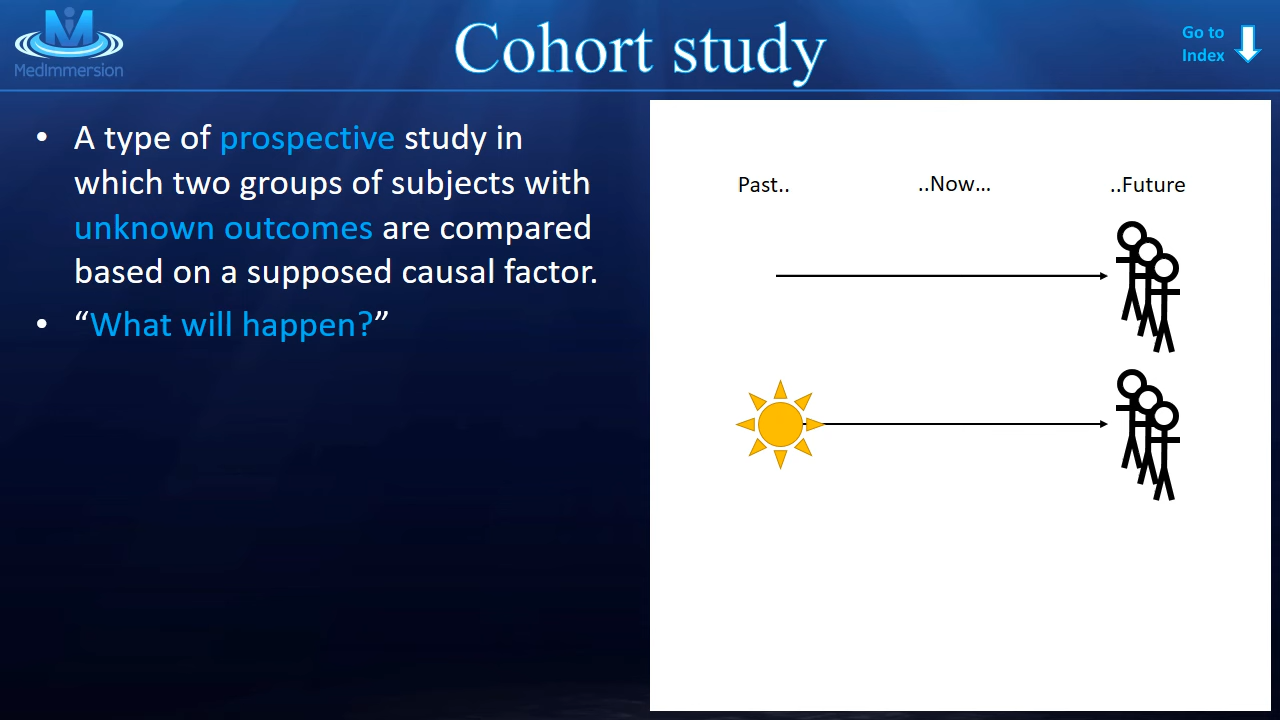 MedImmersion
Cohort study
Go to
Index
• A type of prospective study in
which two groups of subjects with
unknown outcomes are compared
based on a supposed causal factor.
• “What will happen?”
Past.. ..Now… ..Future